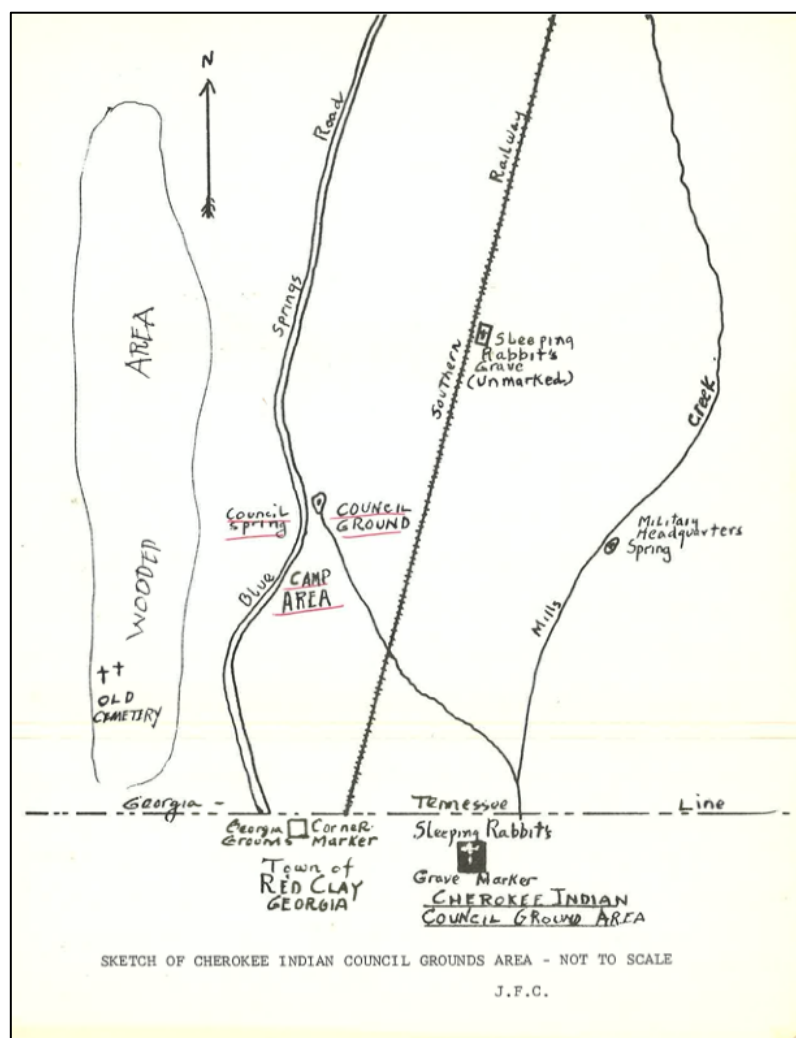 N
Road
Railway
AREA
Springs
Sleeping
Rabbit's
Grave
(Unmarked)
Southern
Creek
Council
Spring
COUNCIL
GROUND
Military
Headquarters
Spring
WOODED
Blue
CAMP
AREA
Mills
OLD
CEMETERY
Georgia - Tennessee Line
Georgia Corner
Grounds Marker
Town of
RED CLAY
GEORGIA
Sleeping Rabbit's
Grave Marker
CHEROKEE INDIAN
COUNCIL GROUND AREA
SKETCH OF CHEROKEE INDIAN COUNCIL GROUNDS AREA - NOT TO SCALE
J.F.C.